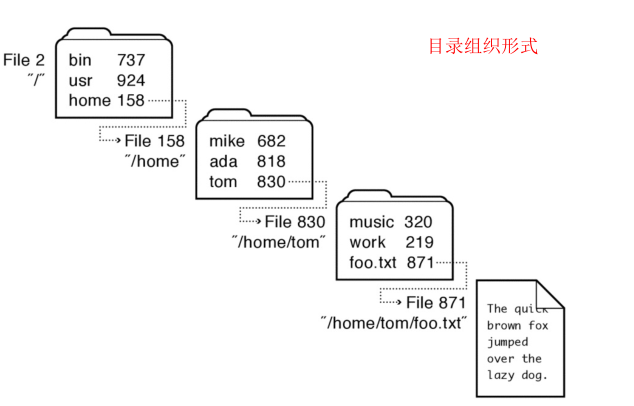 目录组织形式
File 2
"/"
bin 737
usr 924
home 158
File 158
"/home"
mike 682
ada 818
tom 830
File 830
"/home/tom"
music 320
work 219
foo.txt 871
File 871
"/home/tom/foo.txt"
The quick
brown fox
jumped
over the
lazy dog.